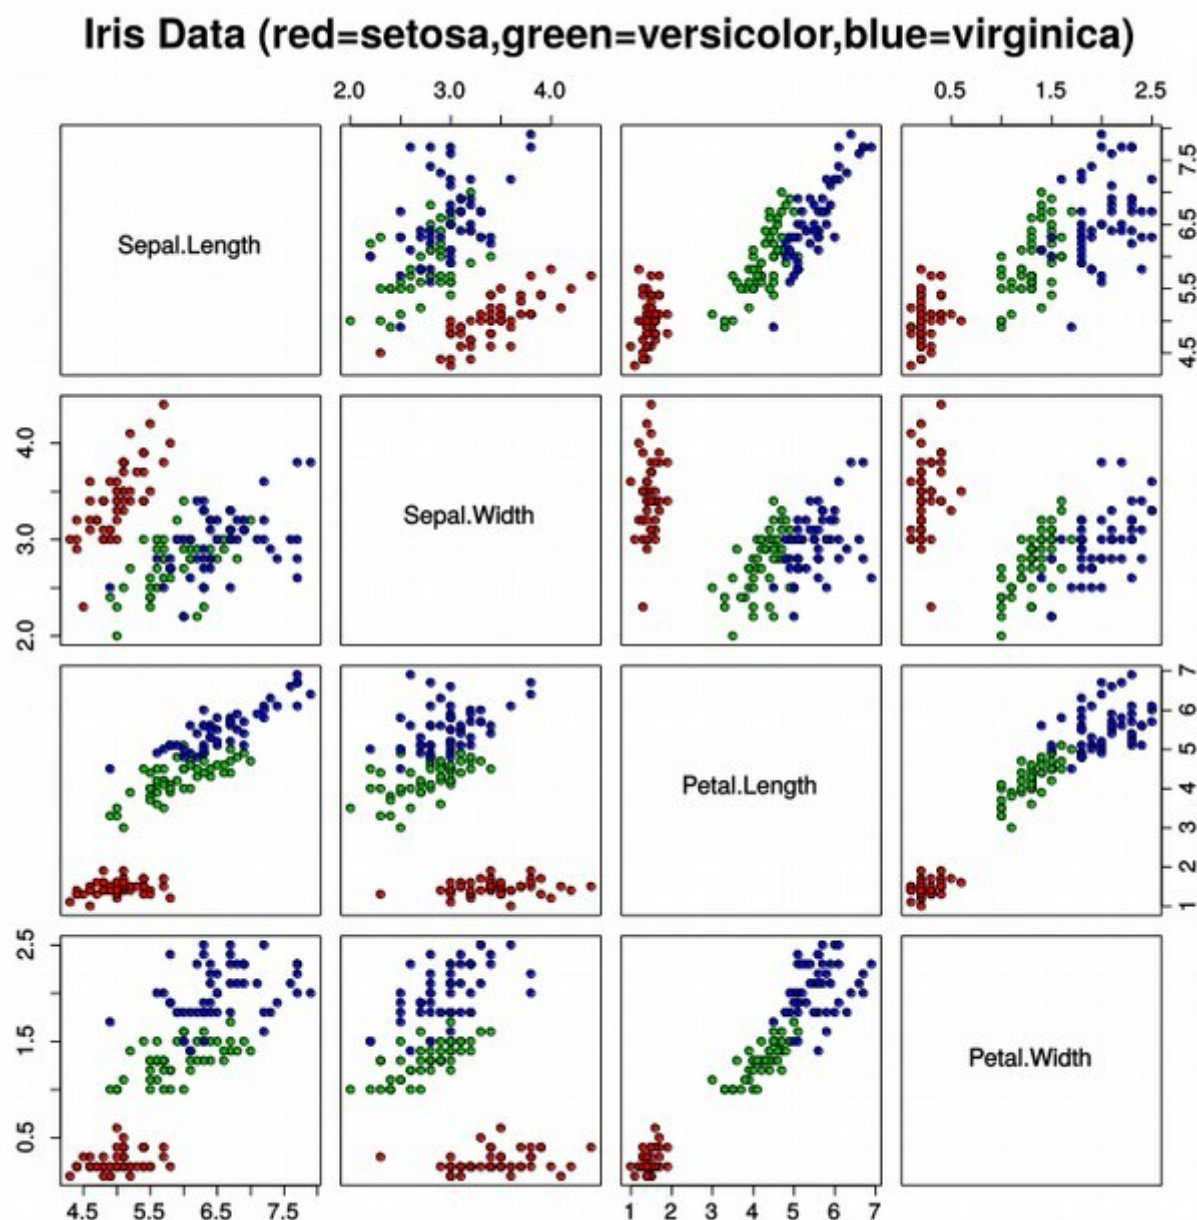 Iris Data (red=setosa,green=versicolor,blue=virginica)
2.0 3.0 4.0 0.5 1.5 2.5
Sepal.Length
4.5 5.5 6.5 7.5
2.0 3.0 4.0
Sepal.Width
Petal.Length
1 2 3 4 5 6 7
0.5 1.5 2.5
Petal.Width
4.5 5.5 6.5 7.5 1 2 3 4 5 6 7